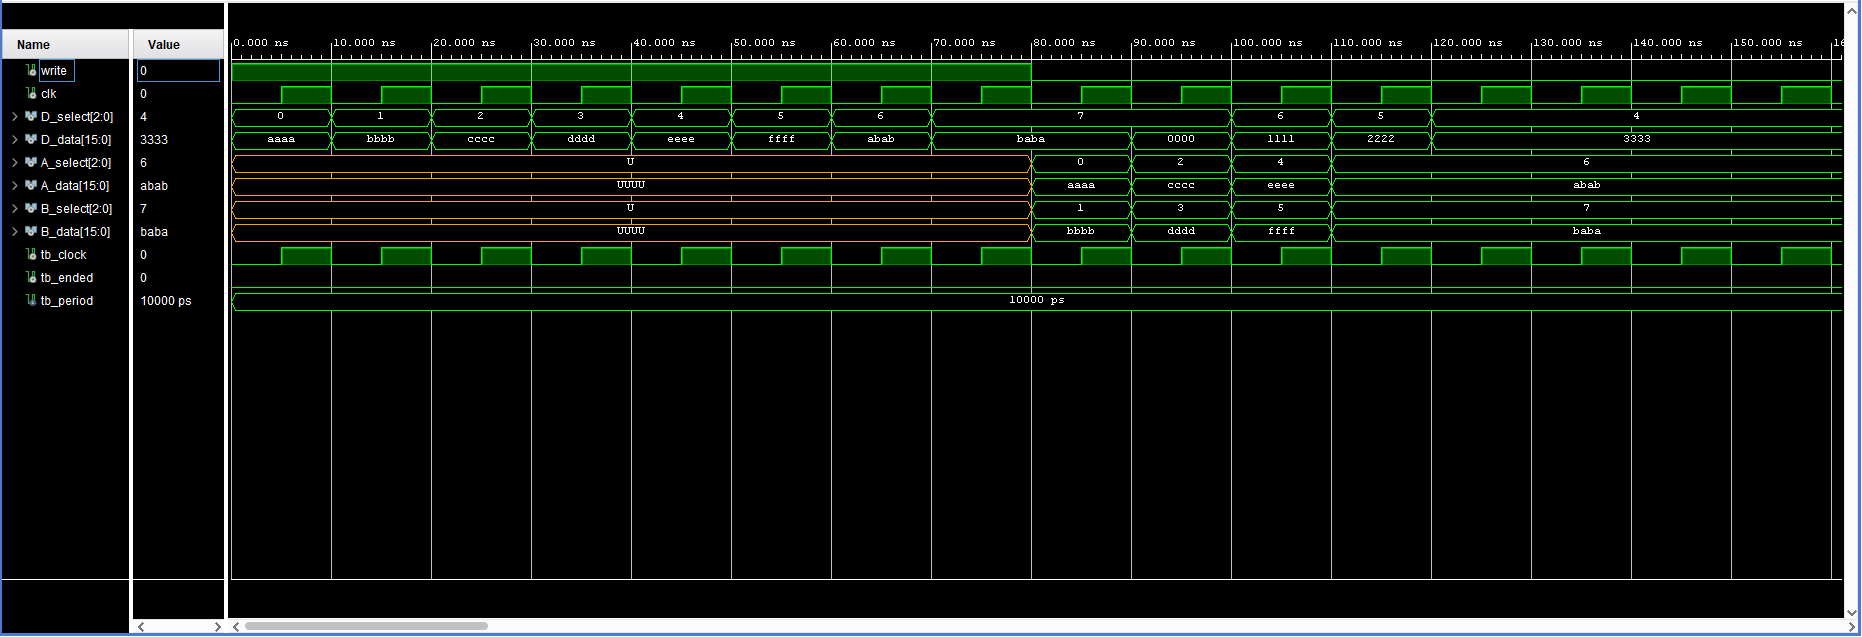 Name Value 0.000 ns 10.000 ns 20.000 ns 30.000 ns 40.000 ns 50.000 ns 60.000 ns 70.000 ns 80.000 ns 90.000 ns 100.000 ns 110.000 ns 120.000 ns 130.000 ns 140.000 ns 150.000 ns 16
write 0
clk 0
D_select[2:0] 4 0 1 2 3 4 5 6 7 6 5 4
D_data[15:0] 3333 aaaa bbbb cccc dddd eeee ffff abab baba 0000 1111 2222 3333
A_select[2:0] 6 U 0 2 4 6
A_data[15:0] abab UUUU aaaa cccc eeee abab
B_select[2:0] 7 U 1 3 5 7
B_data[15:0] baba UUUU bbbb dddd ffff baba
tb_clock 0
tb_ended 0
tb_period 10000 ps 10000 ps